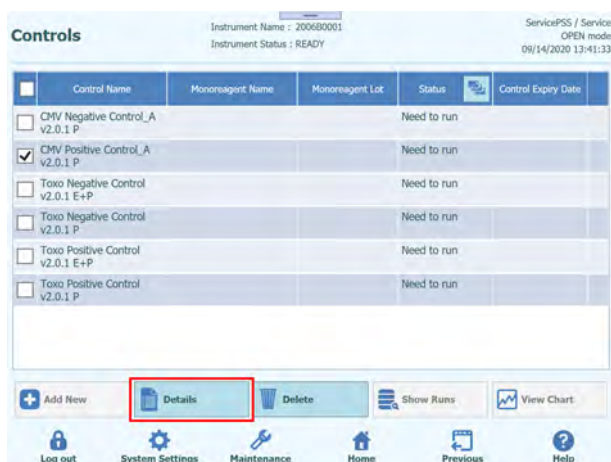 Controls
Instrument Name : 2006B0001
Instrument Status : READY
ServicePSS / Service
OPEN mode
09/14/2020 13:41:33
Control Name Monoreagent Name Monoreagent Lot Status Control Expiry Date
CMV Negative Control_A
v2.0.1 P
Need to run
CMV Positive Control_A
v2.0.1 P
Need to run
Toxo Negative Control
v2.0.1 E+P
Need to run
Toxo Negative Control
v2.0.1 P
Need to run
Toxo Positive Control
v2.0.1 E+P
Need to run
Toxo Positive Control
v2.0.1 P
Need to run
Add New Details Delete Show Runs View Chart
Log out System Settings Maintenance Home Previous Help